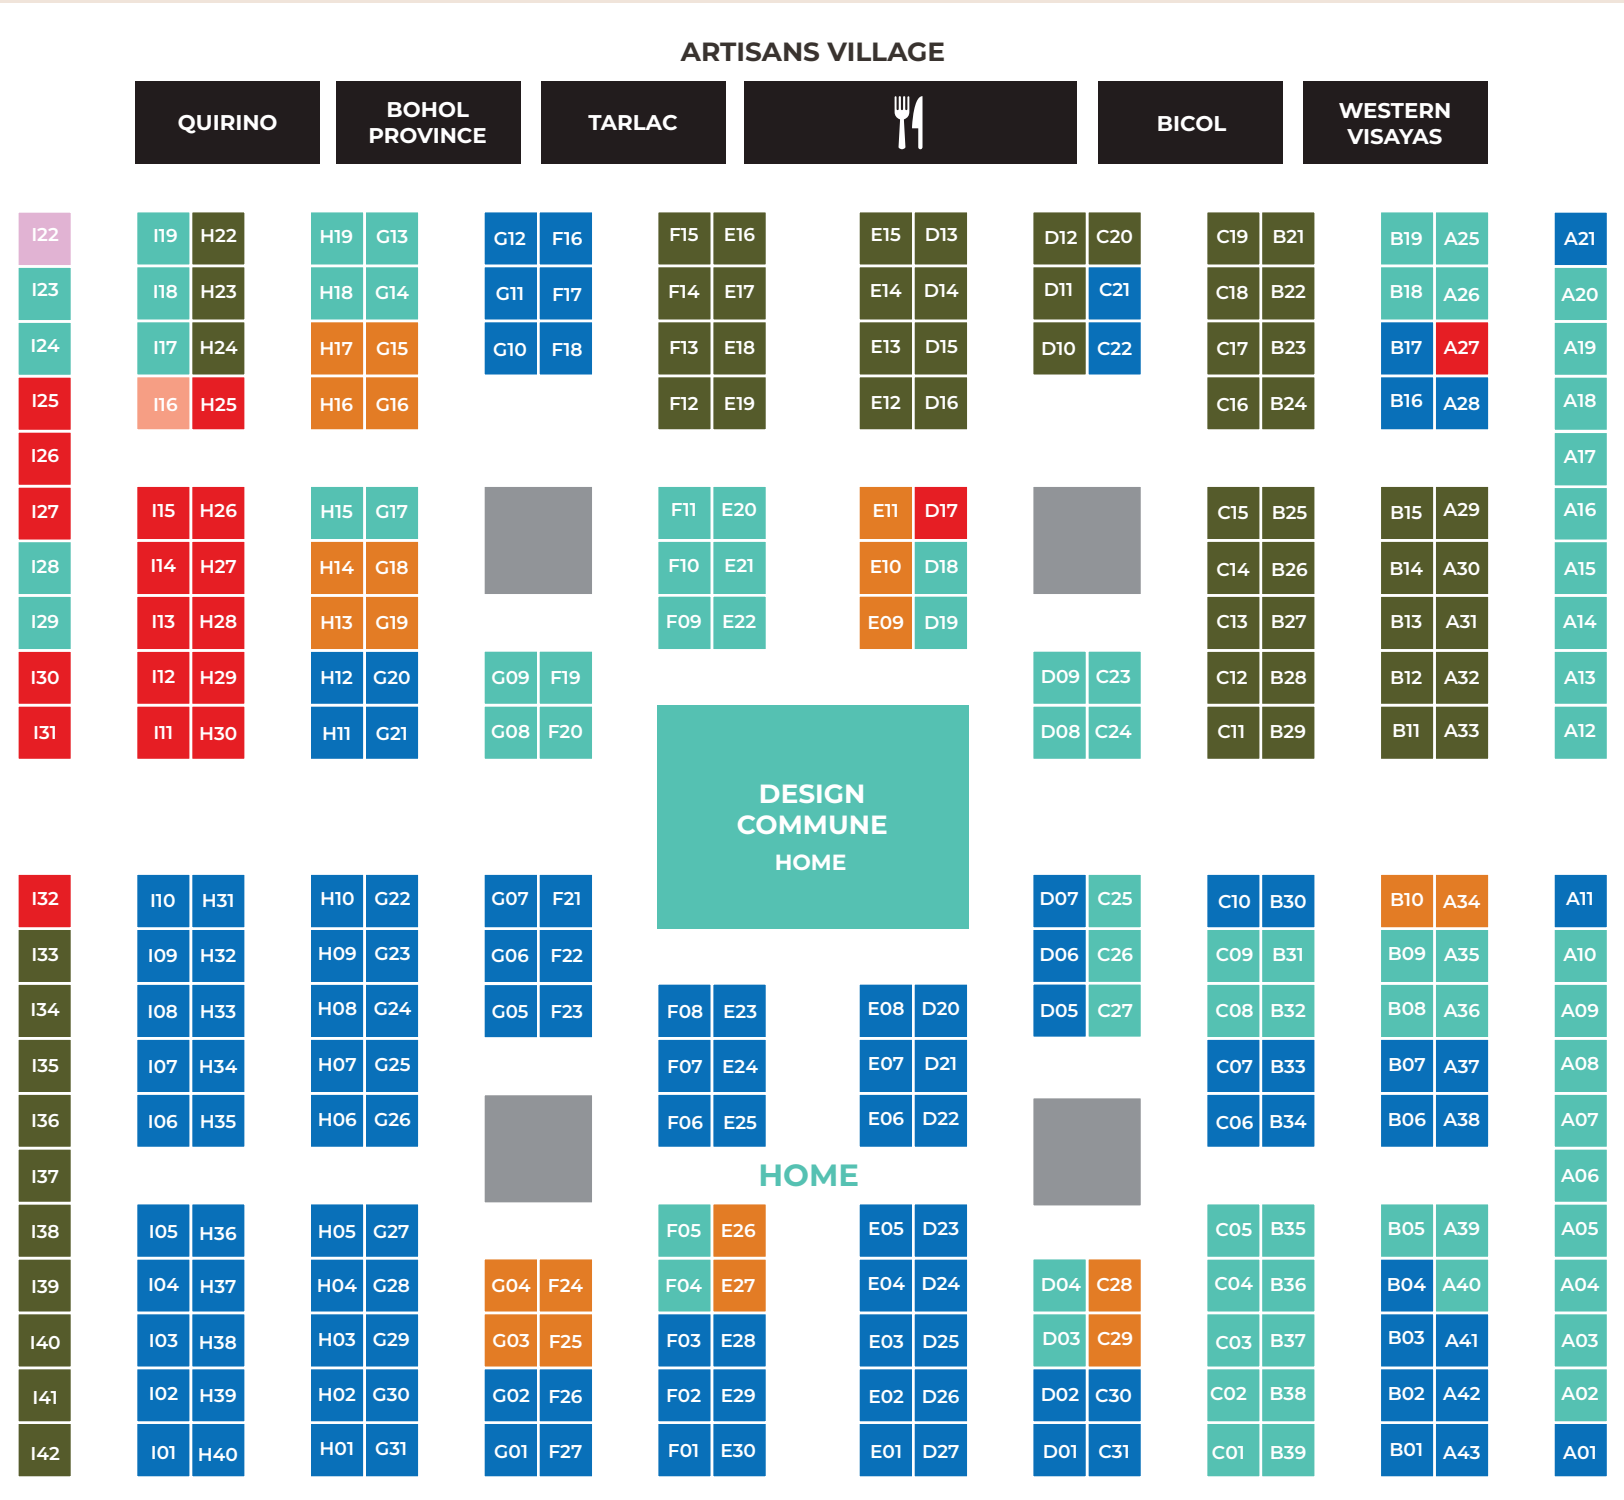 ARTISANS VILLAGE
QUIRINO
BOHOL
PROVINCE
TARLAC
BICOL
WESTERN
VISAYAS
I22 I19 H22 H19 G13 G12 F16 F15 E16 E15 D13 D12 C20 C19 B21 B19 A25 A21
I23 I18 H23 H18 G14 G11 F17 F14 E17 E14 D14 D11 C21 C18 B22 B18 A26 A20
I24 I17 H24 H17 G15 G10 F18 F13 E18 E13 D15 D10 C22 C17 B23 B17 A27 A19
I25 I16 H25 H16 G16 F12 E19 E12 D16 C16 B24 B16 A28 A18
I26 A17
I27 I15 H26 H15 G17 F11 E20 E11 D17 C15 B25 B15 A29 A16
I28 I14 H27 H14 G18 F10 E21 E10 D18 C14 B26 B14 A30 A15
I29 I13 H28 H13 G19 F09 E22 E09 D19 C13 B27 B13 A31 A14
I30 I12 H29 H12 G20 G09 F19 D09 C23 C12 B28 B12 A32 A13
I31 I11 H30 H11 G21 G08 F20 D08 C24 C11 B29 B11 A33 A12
DESIGN
COMMUNE
HOME
I32 I10 H31 H10 G22 G07 F21 D07 C25 C10 B30 B10 A34 A11
I33 I09 H32 H09 G23 G06 F22 D06 C26 C09 B31 B09 A35 A10
I34 I08 H33 H08 G24 G05 F23 F08 E23 E08 D20 D05 C27 C08 B32 B08 A36 A09
I35 I07 H34 H07 G25 F07 E24 E07 D21 C07 B33 B07 A37 A08
I36 I06 H35 H06 G26 F06 E25 E06 D22 C06 B34 B06 A38 A07
I37 HOME A06
I38 I05 H36 H05 G27 F05 E26 E05 D23 C05 B35 B05 A39 A05
I39 I04 H37 H04 G28 G04 F24 F04 E27 E04 D24 D04 C28 C04 B36 B04 A40 A04
I40 I03 H38 H03 G29 G03 F25 F03 E28 E03 D25 D03 C29 C03 B37 B03 A41 A03
I41 I02 H39 H02 G30 G02 F26 F02 E29 E02 D26 D02 C30 C02 B38 B02 A42 A02
I42 I01 H40 H01 G31 G01 F27 F01 E30 E01 D27 D01 C31 C01 B39 B01 A43 A01